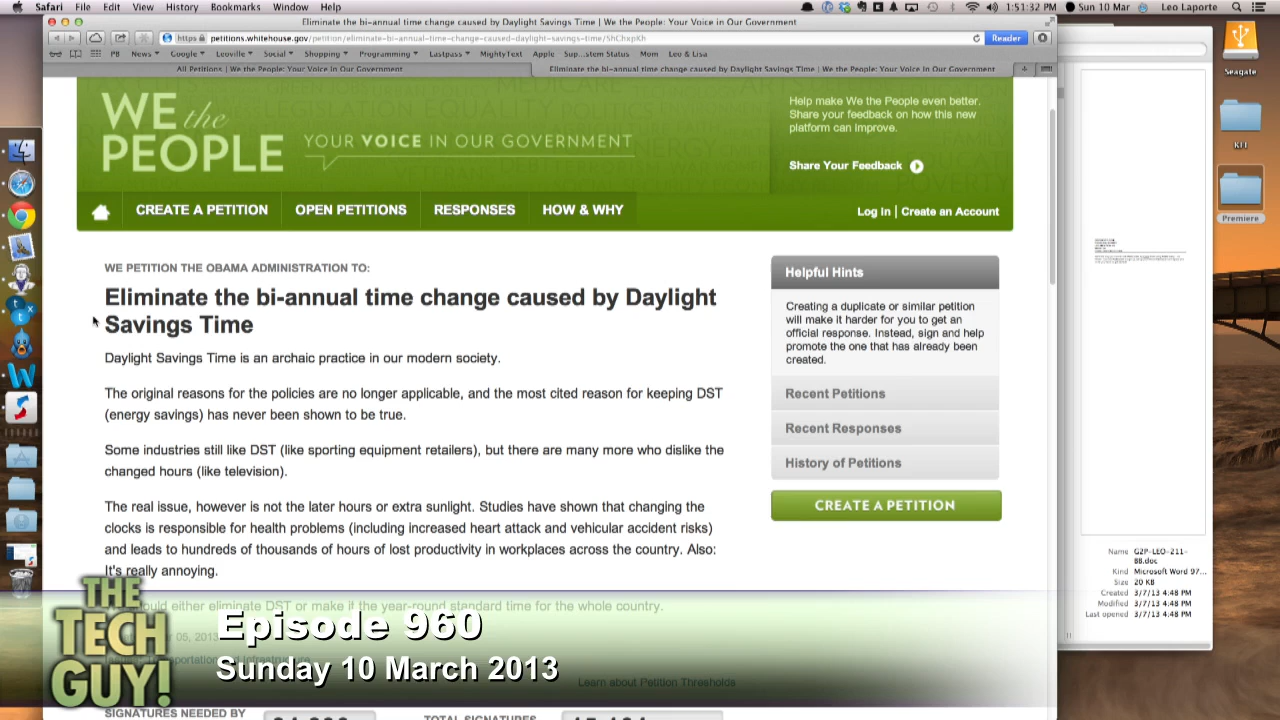 Safari File Edit View History Bookmarks Window Help
1:51:32 PM Sun 10 Mar Leo Laporte
Eliminate the bi-annual time change caused by Daylight Savings Time | We the People: Your Voice in Our Government
https petitions.whitehouse.gov/petition/eliminate-bi-annual-time-change-caused-daylight-savings-time/ShChxpKh
Reader
PB News Google Leoville Social Shopping Programming Lastpass MightyText Apple Sup...stem Status Mom Leo & Lisa
All Petitions | We the People: Your Voice in Our Government
Eliminate the bi-annual time change caused by Daylight Savings Time | We the People: Your Voice in Our Government
Seagate
KFI
Premiere
WE the
PEOPLE
YOUR VOICE IN OUR GOVERNMENT
Help make We the People even better.
Share your feedback on how this new
platform can improve.
Share Your Feedback
CREATE A PETITION OPEN PETITIONS RESPONSES HOW & WHY
Log In | Create an Account
WE PETITION THE OBAMA ADMINISTRATION TO:
Eliminate the bi-annual time change caused by Daylight
Savings Time
Daylight Savings Time is an archaic practice in our modern society.
The original reasons for the policies are no longer applicable, and the most cited reason for keeping DST
(energy savings) has never been shown to be true.
Some industries still like DST (like sporting equipment retailers), but there are many more who dislike the
changed hours (like television).
The real issue, however is not the later hours or extra sunlight. Studies have shown that changing the
clocks is responsible for health problems (including increased heart attack and vehicular accident risks)
and leads to hundreds of thousands of hours of lost productivity in workplaces across the country. Also:
It's really annoying.
should either eliminate DST or make it the year-round standard time for the whole country.
05, 2013
Learn about Petition Thresholds
SIGNATURES NEEDED BY
TOTAL SIGNATURES
Helpful Hints
Creating a duplicate or similar petition
will make it harder for you to get an
official response. Instead, sign and help
promote the one that has already been
created.
Recent Petitions
Recent Responses
History of Petitions
CREATE A PETITION
Name G2P-LEO-211-
88.doc
Kind Microsoft Word 97...
Size 20 KB
Created 3/7/13 4:48 PM
Modified 3/7/13 4:48 PM
Last opened 3/7/13 4:48 PM
THE
TECH
GUY!
Episode 960
Sunday 10 March 2013